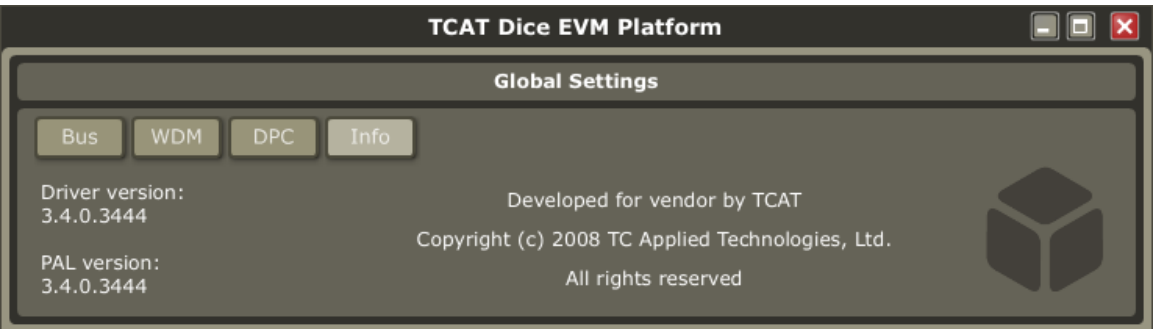 TCAT Dice EVM Platform
Global Settings
Bus WDM DPC Info
Driver version:
3.4.0.3444
PAL version:
3.4.0.3444
Developed for vendor by TCAT
Copyright (c) 2008 TC Applied Technologies, Ltd.
All rights reserved